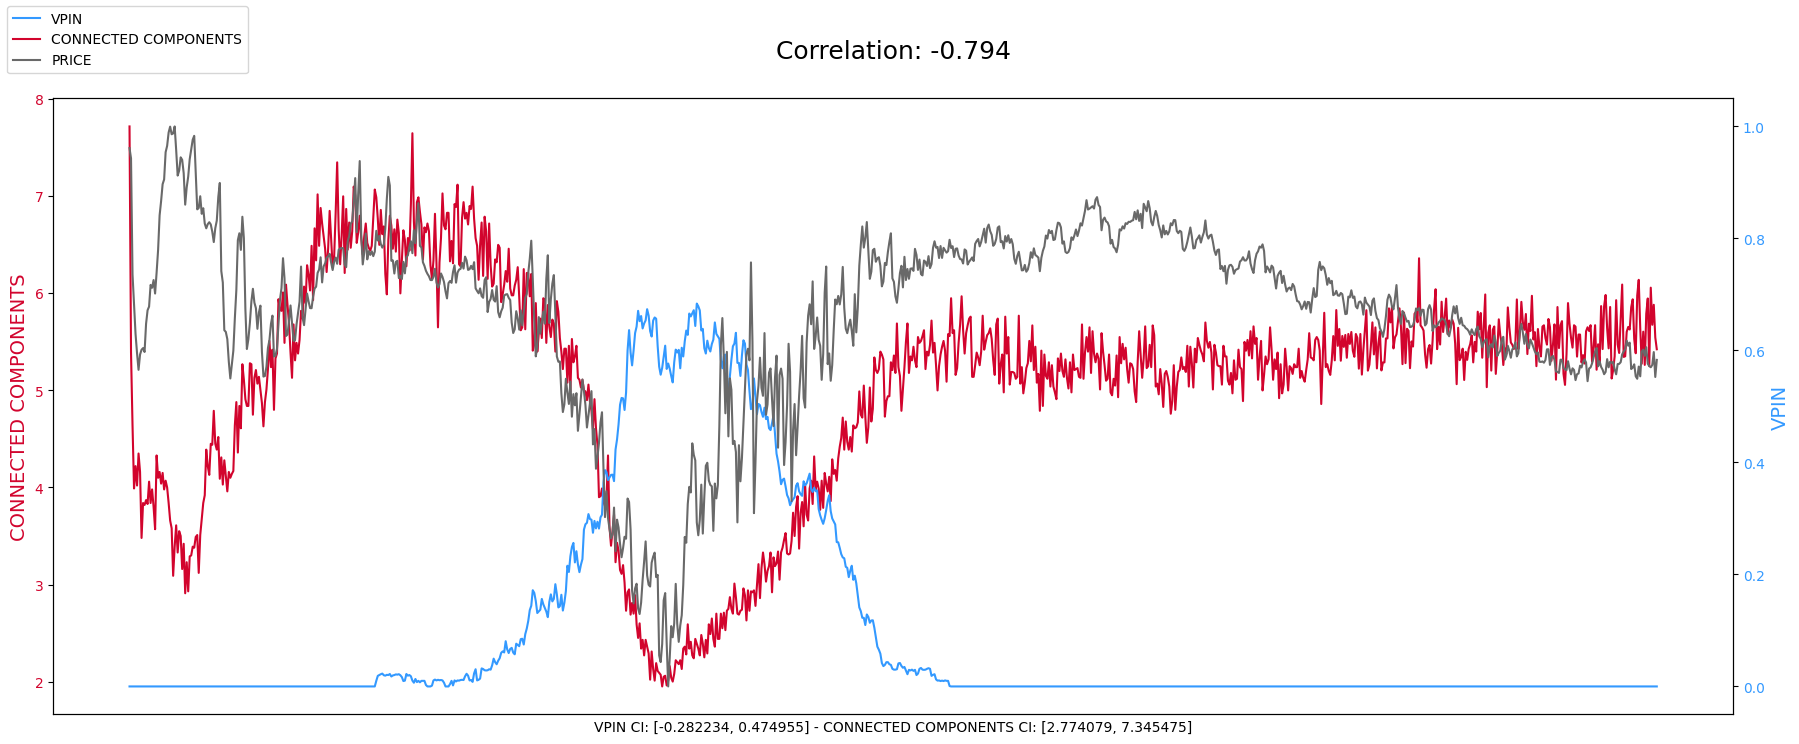 VPIN
CONNECTED COMPONENTS
PRICE
Correlation: -0.794
8
7
6
5
4
3
2
CONNECTED COMPONENTS
1.0
0.8
0.6
0.4
0.2
0.0
VPIN
VPIN CI: [-0.282234, 0.474955] - CONNECTED COMPONENTS CI: [2.774079, 7.345475]